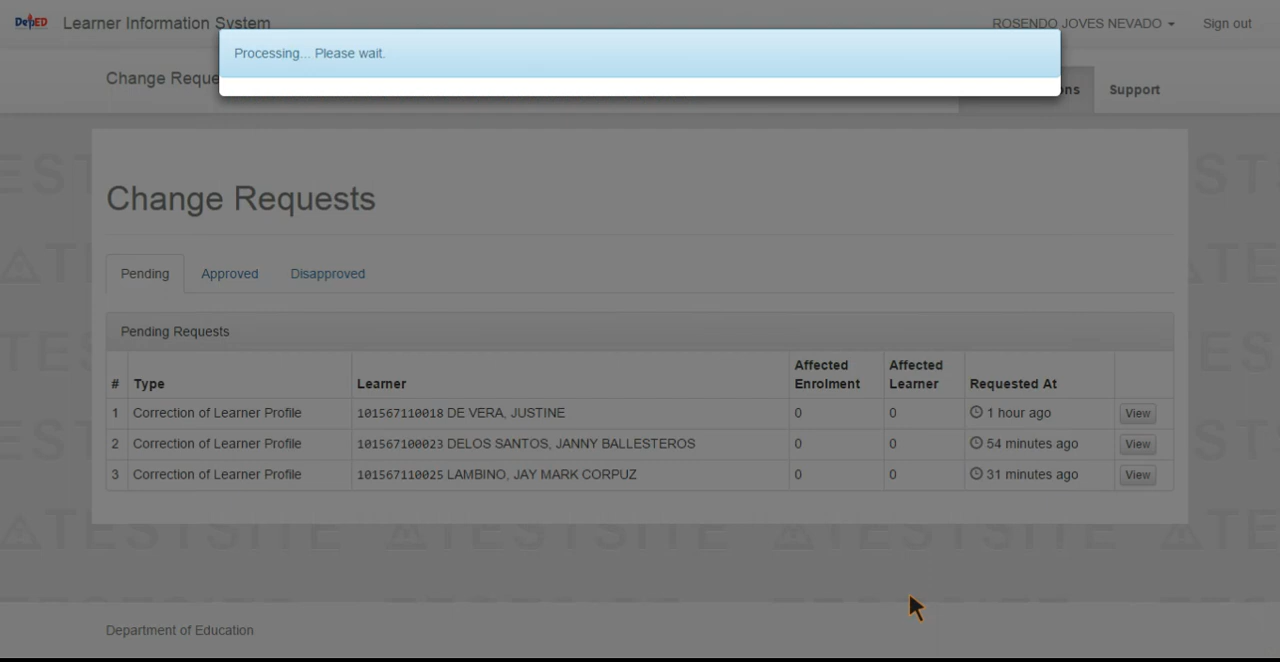 DepED Learner Information System ROSENDO JOVES NEVADO Sign out
Processing... Please wait.
Change Reque ons Support
Change Requests
Pending Approved Disapproved
Pending Requests
# Type Learner Affected Enrolment Affected Learner Requested At
1 Correction of Learner Profile 101567110018 DE VERA, JUSTINE 0 0 1 hour ago View
2 Correction of Learner Profile 101567100023 DELOS SANTOS, JANNY BALLESTEROS 0 0 54 minutes ago View
3 Correction of Learner Profile 101567110025 LAMBINO, JAY MARK CORPUZ 0 0 31 minutes ago View
TESTSITE TESTSITE TESTSITE TE
Department of Education